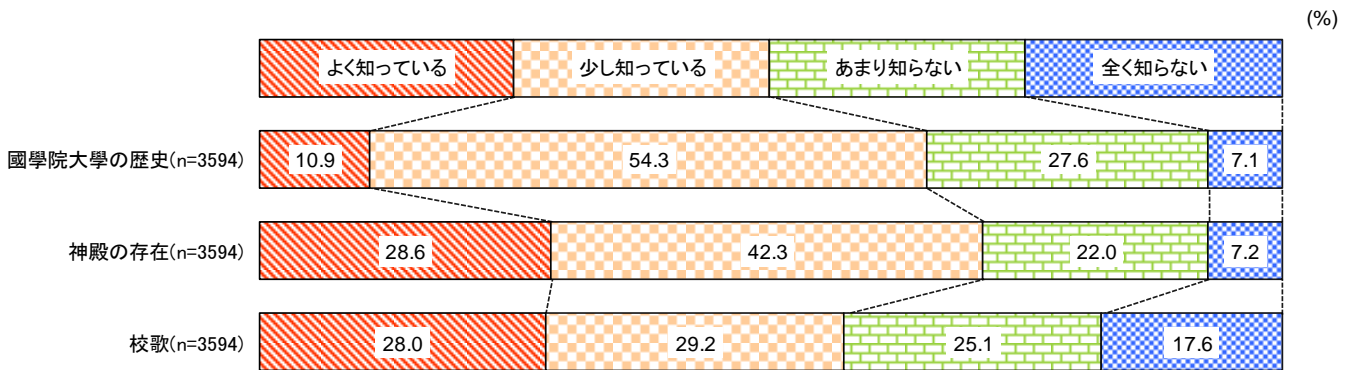 (%)
よく知っている 少し知っている あまり知らない 全く知らない
國學院大學の歴史(n=3594) 10.9 54.3 27.6 7.1
神殿の存在(n=3594) 28.6 42.3 22.0 7.2
校歌(n=3594) 28.0 29.2 25.1 17.6